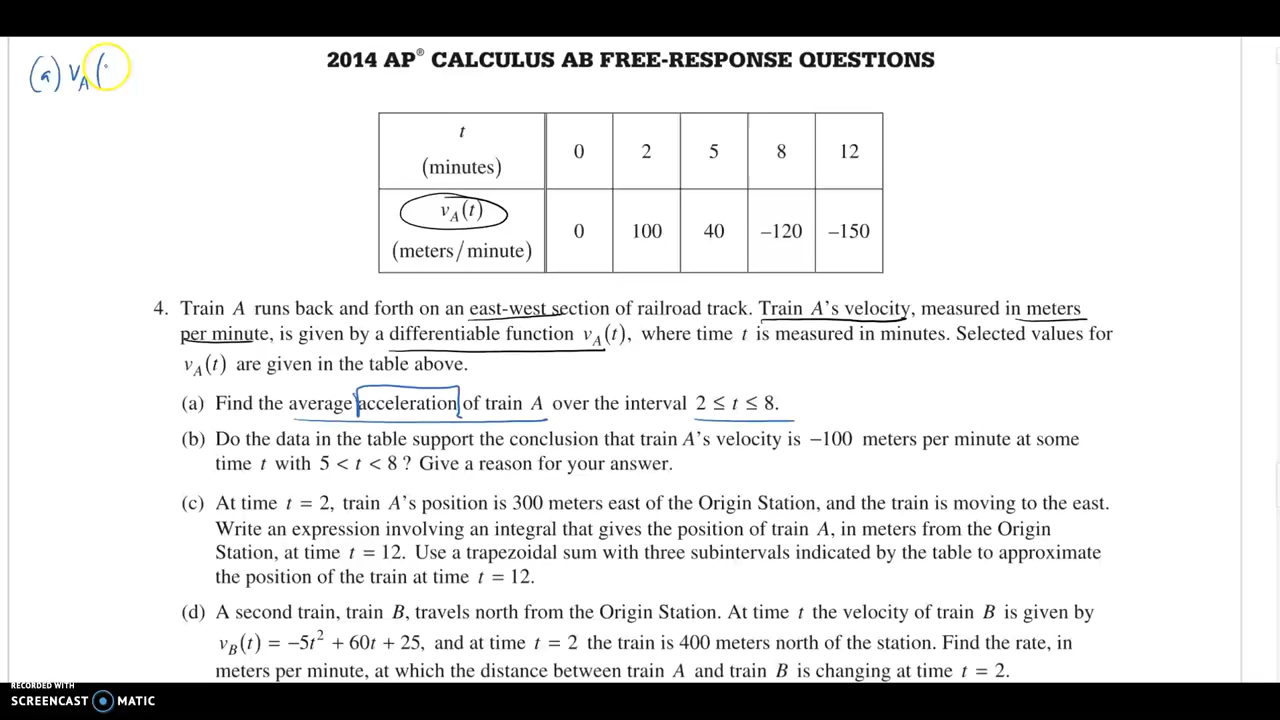 (a) vA(
2014 AP® CALCULUS AB FREE-RESPONSE QUESTIONS
t (minutes) 0 2 5 8 12
vA(t) (meters/minute) 0 100 40 –120 –150
4. Train A runs back and forth on an east-west section of railroad track. Train A's velocity, measured in meters
per minute, is given by a differentiable function vA(t), where time t is measured in minutes. Selected values for
vA(t) are given in the table above.
(a) Find the average acceleration of train A over the interval 2 ≤ t ≤ 8.
(b) Do the data in the table support the conclusion that train A's velocity is −100 meters per minute at some
time t with 5 < t < 8? Give a reason for your answer.
(c) At time t = 2, train A's position is 300 meters east of the Origin Station, and the train is moving to the east.
Write an expression involving an integral that gives the position of train A, in meters from the Origin
Station, at time t = 12. Use a trapezoidal sum with three subintervals indicated by the table to approximate
the position of the train at time t = 12.
(d) A second train, train B, travels north from the Origin Station. At time t the velocity of train B is given by
vB(t) = −5t² + 60t + 25, and at time t = 2 the train is 400 meters north of the station. Find the rate, in
meters per minute, at which the distance between train A and train B is changing at time t = 2.
RECORDED WITH
SCREENCAST MATIC